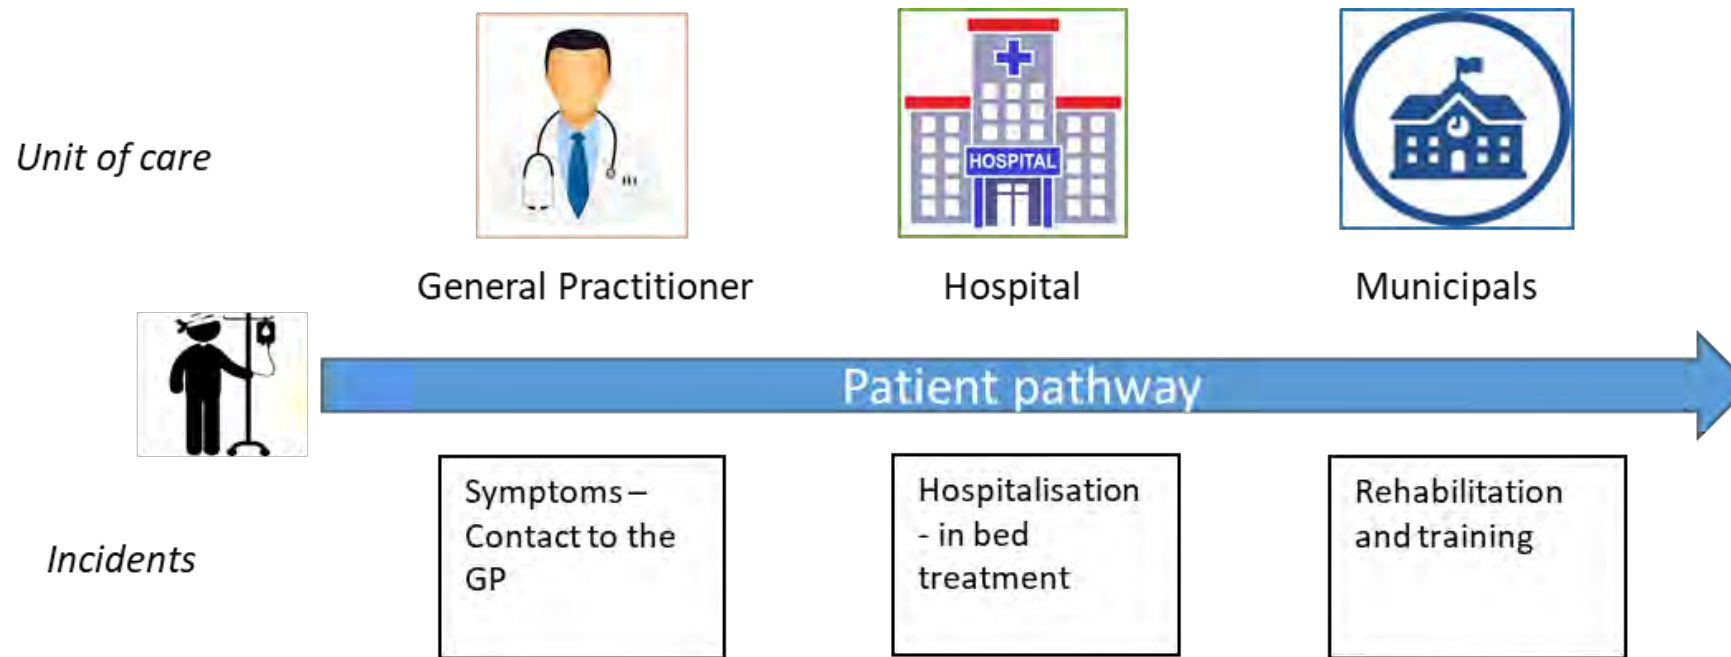 Unit of care
HOSPITAL
General Practitioner
Hospital
Municipals
Patient pathway
Incidents
Symptoms –
Contact to the
GP
Hospitalisation
- in bed
treatment
Rehabilitation
and training